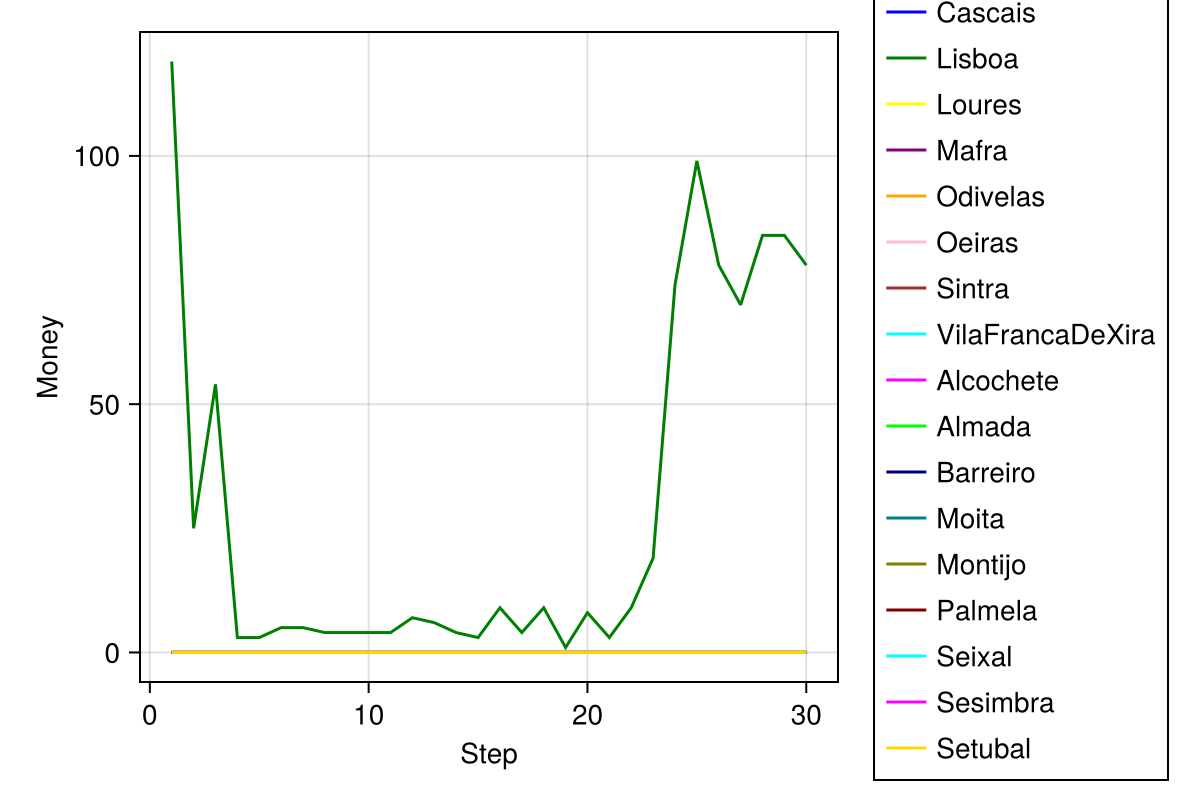 100
50
0
0
10
20
30
Money
Step
Cascais
Lisboa
Loures
Mafra
Odivelas
Oeiras
Sintra
VilaFrancaDeXira
Alcochete
Almada
Barreiro
Moita
Montijo
Palmela
Seixal
Sesimbra
Setubal